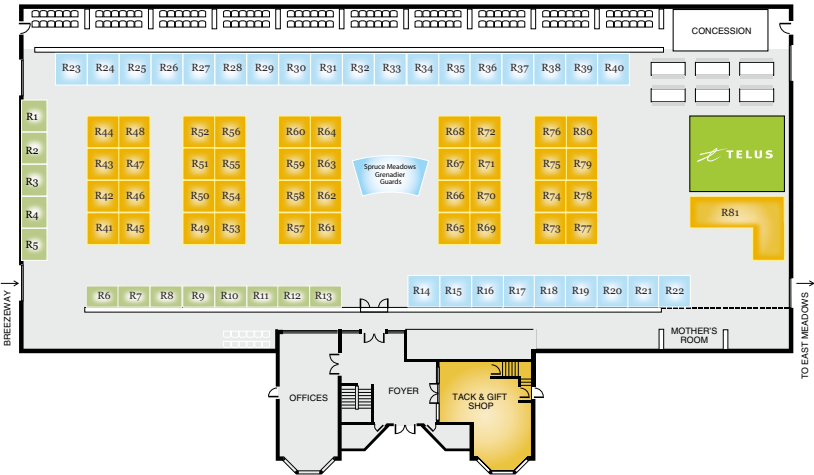 CONCESSION
R23 R24 R25 R26 R27 R28 R29 R30 R31 R32 R33 R34 R35 R36 R37 R38 R39 R40
R1
R2
R3
R4
R5
R44 R48 R52 R56 R60 R64 R68 R72 R76 R80
R43 R47 R51 R55 R59 R63 R67 R71 R75 R79
R42 R46 R50 R54 R58 R62 R66 R70 R74 R78
R41 R45 R49 R53 R57 R61 R65 R69 R73 R77
Spruce Meadows
Grenadier
Guards
TELUS
R81
R6 R7 R8 R9 R10 R11 R12 R13
R14 R15 R16 R17 R18 R19 R20 R21 R22
BREEZEWAY
TO EAST MEADOWS
MOTHER'S
ROOM
OFFICES
FOYER
TACK & GIFT
SHOP